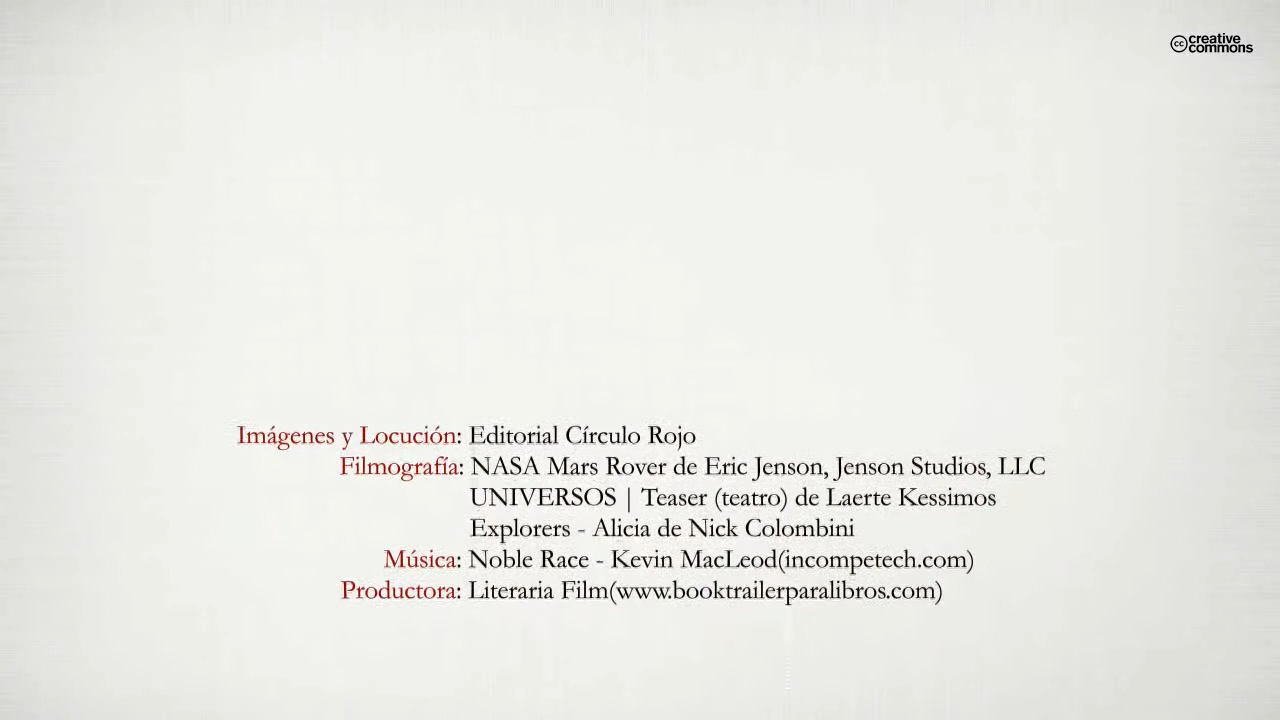 creative
commons
Imágenes y Locución: Editorial Círculo Rojo
Filmografía: NASA Mars Rover de Eric Jenson, Jenson Studios, LLC
UNIVERSOS | Teaser (teatro) de Laerte Kessimos
Explorers - Alicia de Nick Colombini
Música: Noble Race - Kevin MacLeod(incompetech.com)
Productora: Literaria Film(www.booktrailerparalibros.com)